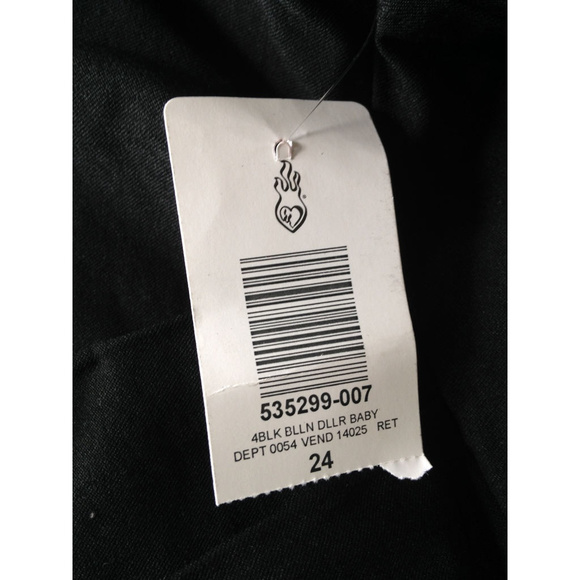 535299-007
4BLK BLLN DLLR BABY
DEPT 0054 VEND 14025 RET
24